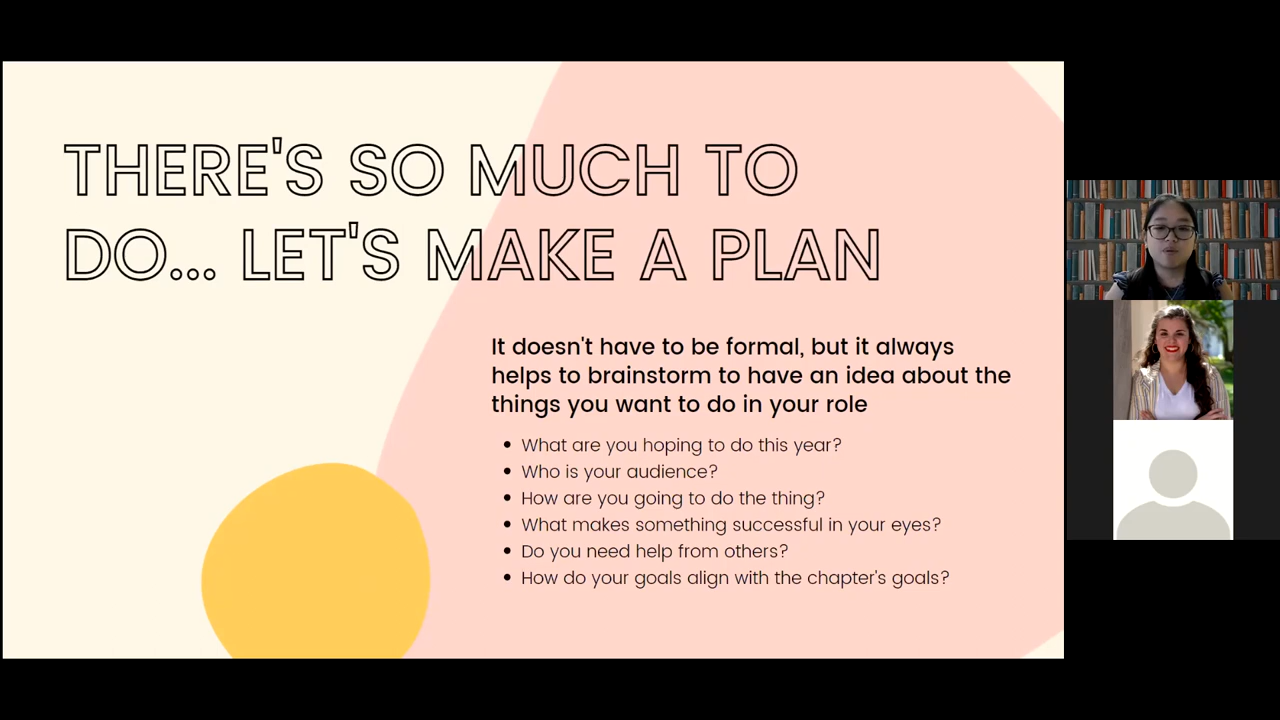 THERE'S SO MUCH TO
DO... LET'S MAKE A PLAN
It doesn't have to be formal, but it always
helps to brainstorm to have an idea about the
things you want to do in your role
• What are you hoping to do this year?
• Who is your audience?
• How are you going to do the thing?
• What makes something successful in your eyes?
• Do you need help from others?
• How do your goals align with the chapter's goals?